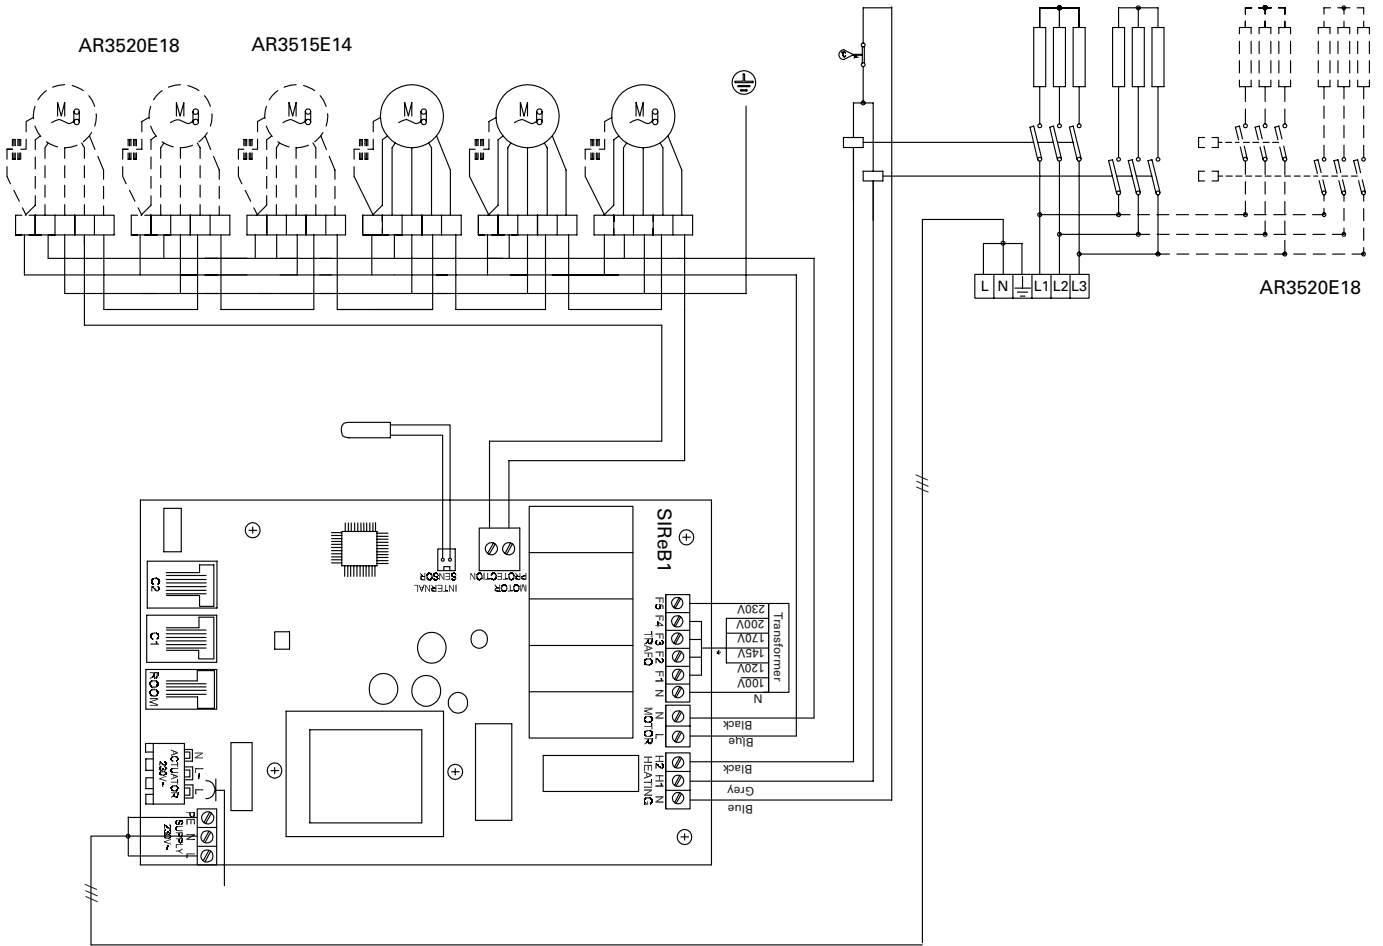 AR3520E18
AR3515E14
M
M
M
M
M
M
L N L1 L2 L3
AR3520E18
SIReB1
C2
C1
ROOM
INTERNAL
SENSOR
MOTOR
PROTECTION
F5
F4
F3
F2
F1
N
TRAFO
230V
200V
170V
145V
*
120V
100V
N
Transformer
N
L
MOTOR
Black
Blue
H2
H1
N
HEATING
Black
Grey
Blue
ACTUATOR
230V~
N
L~
L
PE
N
L
SUPPLY
230V~